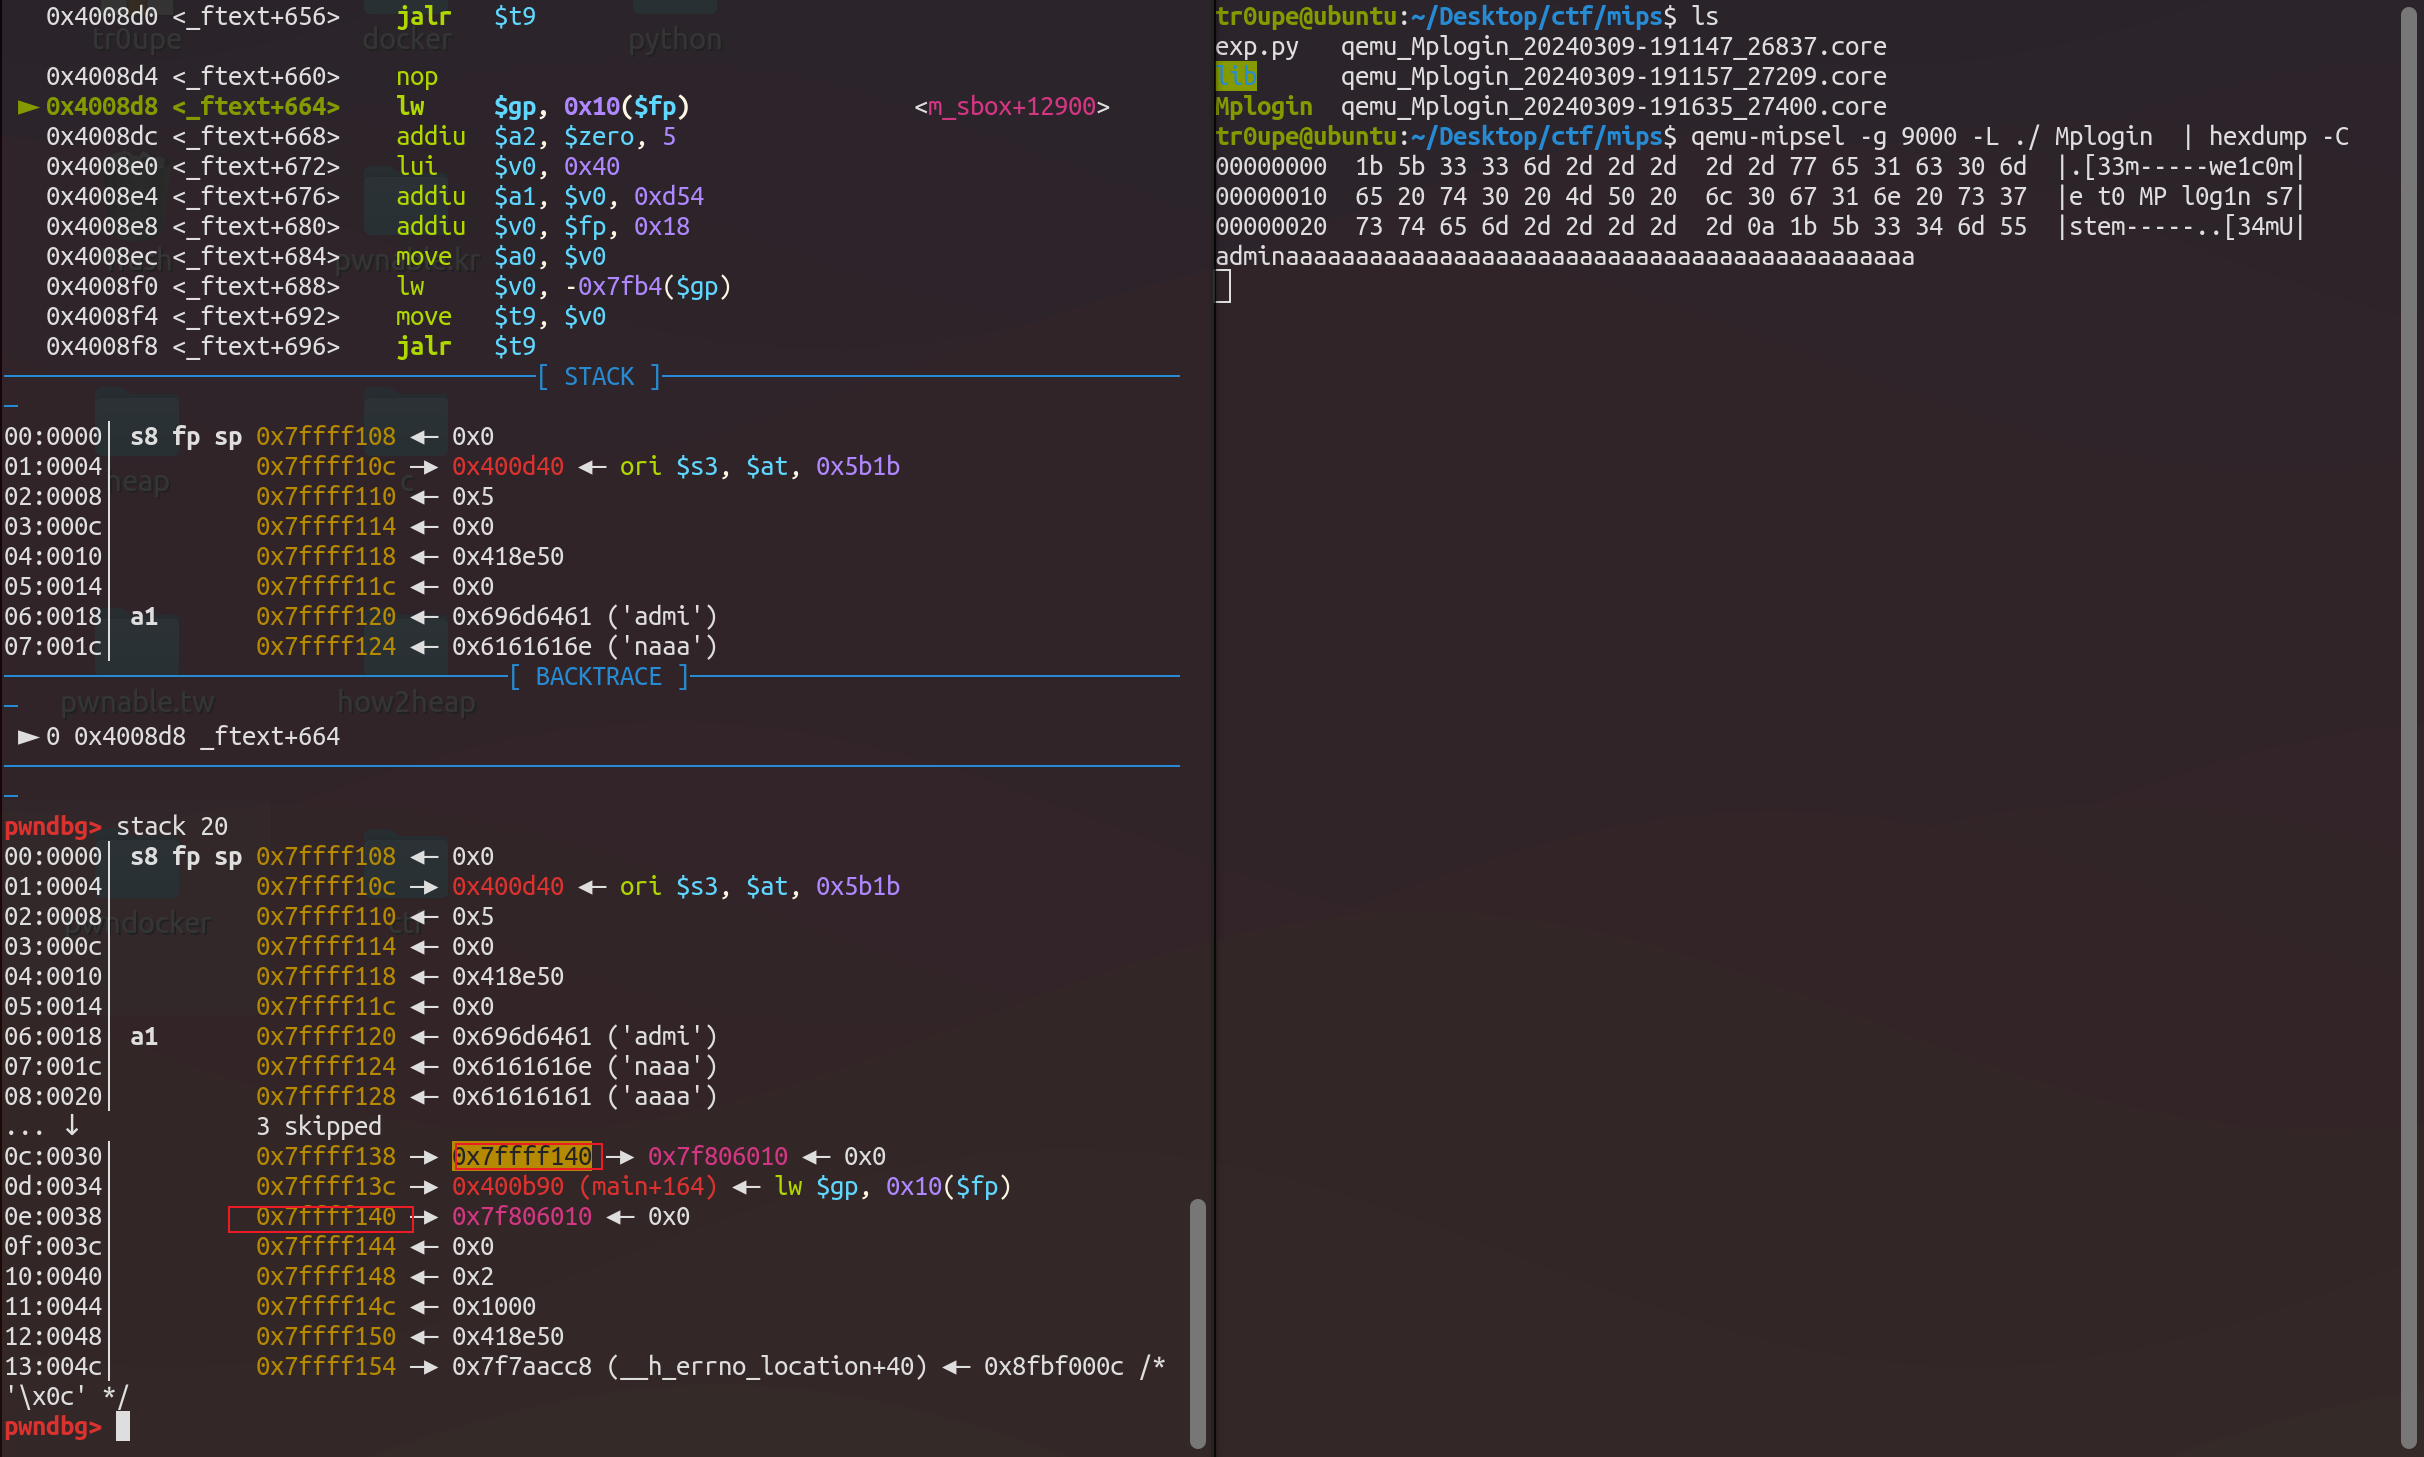 0x4008d0 <_ftext+656>    jalr   $t9
tr0upe docker python
0x4008d4 <_ftext+660>    nop
► 0x4008d8 <_ftext+664>    lw     $gp, 0x10($fp)                <m_sbox+12900>
0x4008dc <_ftext+668>    addiu  $a2, $zero, 5
0x4008e0 <_ftext+672>    lui    $v0, 0x40
0x4008e4 <_ftext+676>    addiu  $a1, $v0, 0xd54
0x4008e8 <_ftext+680>    addiu  $v0, $fp, 0x18
0x4008ec <_ftext+684>    move   $a0, $v0
pwnable.kr
0x4008f0 <_ftext+688>    lw     $v0, -0x7fb4($gp)
0x4008f4 <_ftext+692>    move   $t9, $v0
0x4008f8 <_ftext+696>    jalr   $t9
[ STACK ]
00:0000│ s8 fp sp 0x7ffff108 ◂— 0x0
01:0004│          0x7ffff10c —▸ 0x400d40 ◂— ori $s3, $at, 0x5b1b
heap c
02:0008│          0x7ffff110 ◂— 0x5
03:000c│          0x7ffff114 ◂— 0x0
04:0010│          0x7ffff118 ◂— 0x418e50
05:0014│          0x7ffff11c ◂— 0x0
06:0018│ a1       0x7ffff120 ◂— 0x696d6461 ('admi')
07:001c│          0x7ffff124 ◂— 0x6161616e ('naaa')
[ BACKTRACE ]
pwnable.tw how2heap
► 0 0x4008d8 _ftext+664
pwndbg> stack 20
00:0000│ s8 fp sp 0x7ffff108 ◂— 0x0
01:0004│          0x7ffff10c —▸ 0x400d40 ◂— ori $s3, $at, 0x5b1b
02:0008│          0x7ffff110 ◂— 0x5
pwndocker ctf
03:000c│          0x7ffff114 ◂— 0x0
04:0010│          0x7ffff118 ◂— 0x418e50
05:0014│          0x7ffff11c ◂— 0x0
06:0018│ a1       0x7ffff120 ◂— 0x696d6461 ('admi')
07:001c│          0x7ffff124 ◂— 0x6161616e ('naaa')
08:0020│          0x7ffff128 ◂— 0x61616161 ('aaaa')
... ↓             3 skipped
0c:0030│          0x7ffff138 —▸ 0x7ffff140 —▸ 0x7f806010 ◂— 0x0
0d:0034│          0x7ffff13c —▸ 0x400b90 (main+164) ◂— lw $gp, 0x10($fp)
0e:0038│          0x7ffff140 —▸ 0x7f806010 ◂— 0x0
0f:003c│          0x7ffff144 ◂— 0x0
10:0040│          0x7ffff148 ◂— 0x2
11:0044│          0x7ffff14c ◂— 0x1000
12:0048│          0x7ffff150 ◂— 0x418e50
13:004c│          0x7ffff154 —▸ 0x7f7aacc8 (__h_errno_location+40) ◂— 0x8fbf000c /*
'\x0c' */
pwndbg>
tr0upe@ubuntu:~/Desktop/ctf/mips$ ls
exp.py   qemu_Mplogin_20240309-191147_26837.core
lib      qemu_Mplogin_20240309-191157_27209.core
Mplogin  qemu_Mplogin_20240309-191635_27400.core
tr0upe@ubuntu:~/Desktop/ctf/mips$ qemu-mipsel -g 9000 -L ./ Mplogin  | hexdump -C
00000000  1b 5b 33 33 6d 2d 2d 2d  2d 2d 77 65 31 63 30 6d  |.[33m-----we1c0m|
00000010  65 20 74 30 20 4d 50 20  6c 30 67 31 6e 20 73 37  |e t0 MP l0g1n s7|
00000020  73 74 65 6d 2d 2d 2d 2d  2d 0a 1b 5b 33 34 6d 55  |stem-----..[34mU|
adminaaaaaaaaaaaaaaaaaaaaaaaaaaaaaaaaaaaaaaaaaaaaa